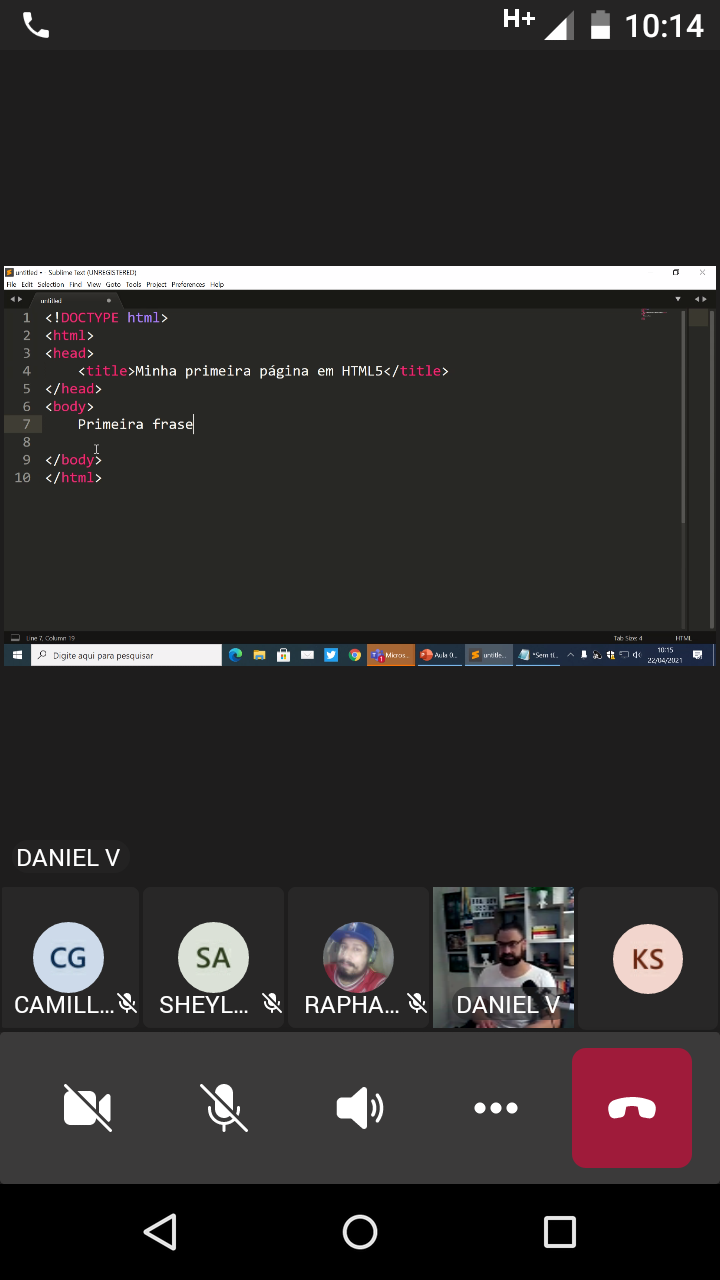 H+ 10:14
untitled • - Sublime Text (UNREGISTERED)
File Edit Selection Find View Goto Tools Project Preferences Help
untitled
1 <!DOCTYPE html>
2 <html>
3 <head>
4 <title>Minha primeira página em HTML5</title>
5 </head>
6 <body>
7 Primeira frase
8
9 </body>
10 </html>
Line 7, Column 19 Tab Size: 4 HTML
Digite aqui para pesquisar Micros... Aula 0... untitle... *Sem tí... 10:15
22/04/2021
DANIEL V
CG SA KS
CAMILL... SHEYL... RAPHA... DANIEL V